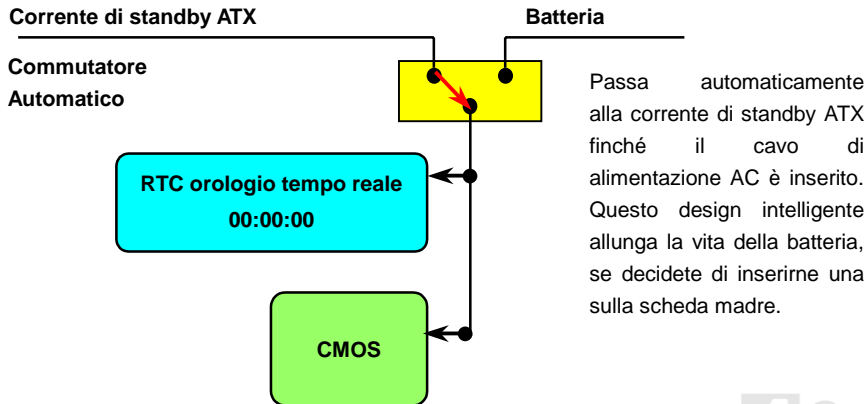 Corrente di standby ATX
Batteria
Commutatore
Automatico
Passa automaticamente
alla corrente di standby ATX
finché il cavo di
alimentazione AC è inserito.
Questo design intelligente
allunga la vita della batteria,
se decidete di inserirne una
sulla scheda madre.
RTC orologio tempo reale
00:00:00
CMOS